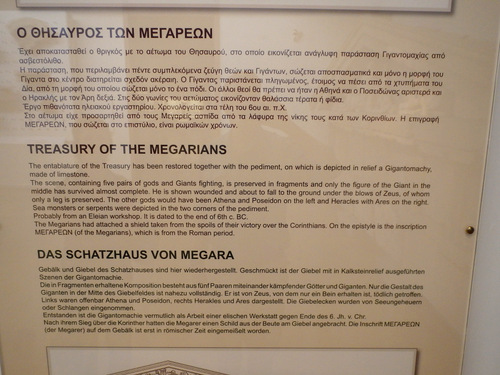 Ο ΘΗΣΑΥΡΟΣ ΤΩΝ ΜΕΓΑΡΕΩΝ
Έχει αποκατασταθεί ο θριγκός με το αέτωμα του Θησαυρού, στο οποίο εικονίζεται ανάγλυφη παράσταση Γιγαντομαχίας από
ασβεστόλιθο.
Η παράσταση, που περιλαμβάνει πέντε συμπλεκόμενα ζεύγη θεών και Γιγάντων, σώζεται αποσπασματικά και μόνο η μορφή του
Γίγαντα στο κέντρο διατηρείται σχεδόν ακέραιη. Ο Γίγαντας παριστάνεται πληγωμένος, έτοιμος να πέσει από τα χτυπήματα του
Δία, από τη μορφή του οποίου σώζεται μόνο το ένα πόδι. Οι άλλοι θεοί θα πρέπει να ήταν η Αθηνά και ο Ποσειδώνας αριστερά και
ο Ηρακλής με τον Άρη δεξιά. Στις δύο γωνίες του αετώματος εικονίζονται θαλάσσια τέρατα ή φίδια.
Έργο πιθανότατα ηλειακού εργαστηρίου. Χρονολογείται στα τέλη του 6ου αι. π.Χ.
Στο αέτωμα είχε προσαρτηθεί από τους Μεγαρείς ασπίδα από τα λάφυρα της νίκης τους κατά των Κορινθίων. Η επιγραφή
ΜΕΓΑΡΕΩΝ, που σώζεται στο επιστύλιο, είναι ρωμαϊκών χρόνων.
TREASURY OF THE MEGARIANS
The entablature of the Treasury has been restored together with the pediment, on which is depicted in relief a Gigantomachy,
made of limestone.
The scene, containing five pairs of gods and Giants fighting, is preserved in fragments and only the figure of the Giant in the
middle has survived almost complete. He is shown wounded and about to fall to the ground under the blows of Zeus, of whom
only a leg is preserved. The other gods would have been Athena and Poseidon on the left and Heracles with Ares on the right.
Sea monsters or serpents were depicted in the two corners of the pediment.
Probably from an Eleian workshop. It is dated to the end of 6th c. BC.
The Megarians had attached a shield taken from the spoils of their victory over the Corinthians. On the epistyle is the inscription
ΜΕΓΑΡΕΩΝ (of the Megarians), which is from the Roman period.
DAS SCHATZHAUS VON MEGARA
Gebälk und Giebel des Schatzhauses sind hier wiederhergestellt. Geschmückt ist der Giebel mit in Kalksteinrelief ausgeführten
Szenen der Gigantomachie.
Die in Fragmenten erhaltene Komposition besteht aus fünf Paaren miteinander kämpfender Götter und Giganten. Nur die Gestalt des
Giganten in der Mitte des Giebelfeldes ist nahezu vollständig. Er ist von Zeus, von dem nur ein Bein erhalten ist, tödlich getroffen.
Links waren offenbar Athena und Poseidon, rechts Herakles und Ares dargestellt. Die Giebelecken wurden von Seeungeheuern
oder Schlangen eingenommen.
Entstanden ist die Gigantomachie vermutlich als Arbeit einer elischen Werkstatt gegen Ende des 6. Jh. v. Chr.
Nach ihrem Sieg über die Korinther hatten die Megarer einen Schild aus der Beute am Giebel angebracht. Die Inschrift ΜΕΓΑΡΕΩΝ
(der Megarer) auf dem Gebälk ist erst in römischer Zeit eingemeißelt worden.